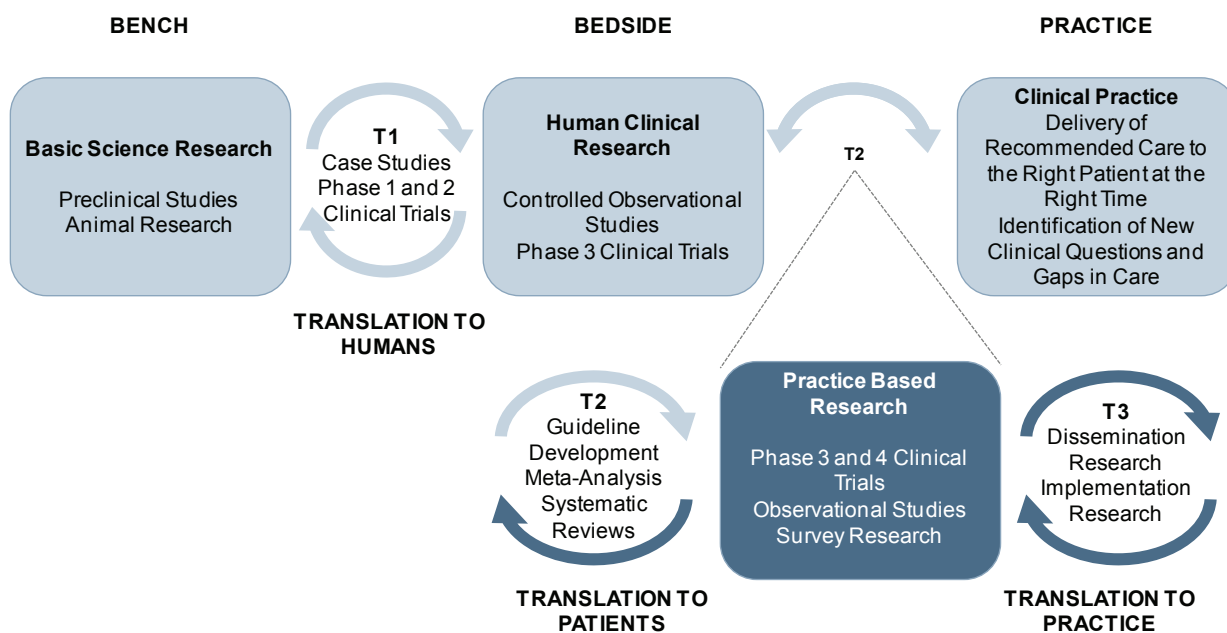 BENCH
BEDSIDE
PRACTICE
Basic Science Research
Preclinical Studies
Animal Research
T1
Case Studies
Phase 1 and 2
Clinical Trials
TRANSLATION TO
HUMANS
Human Clinical
Research
Controlled Observational
Studies
Phase 3 Clinical Trials
T2
Clinical Practice
Delivery of
Recommended Care to
the Right Patient at the
Right Time
Identification of New
Clinical Questions and
Gaps in Care
T2
Guideline
Development
Meta-Analysis
Systematic
Reviews
TRANSLATION TO
PATIENTS
Practice Based
Research
Phase 3 and 4 Clinical
Trials
Observational Studies
Survey Research
T3
Dissemination
Research
Implementation
Research
TRANSLATION TO
PRACTICE